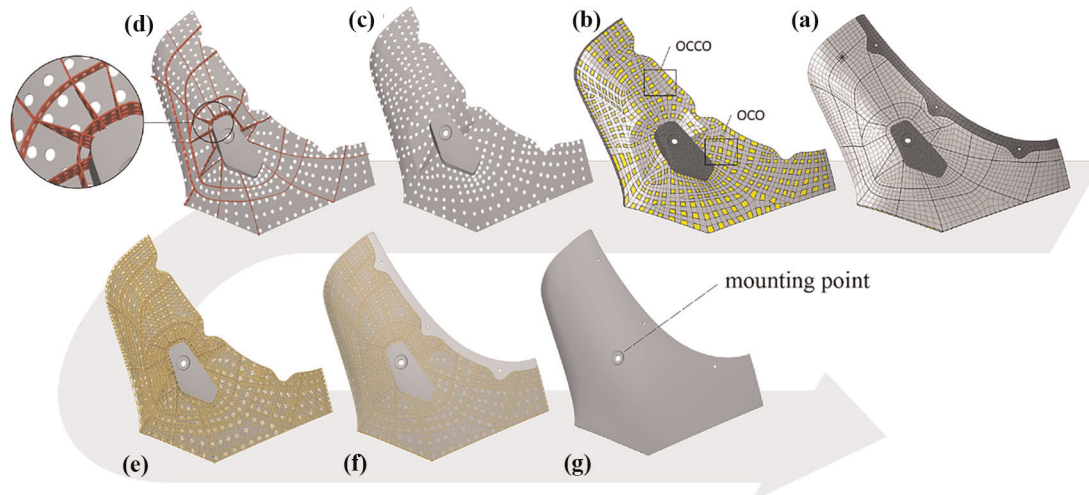 (d)
(c)
(b)
(a)
OCCO
OCO
mounting point
(e)
(f)
(g)